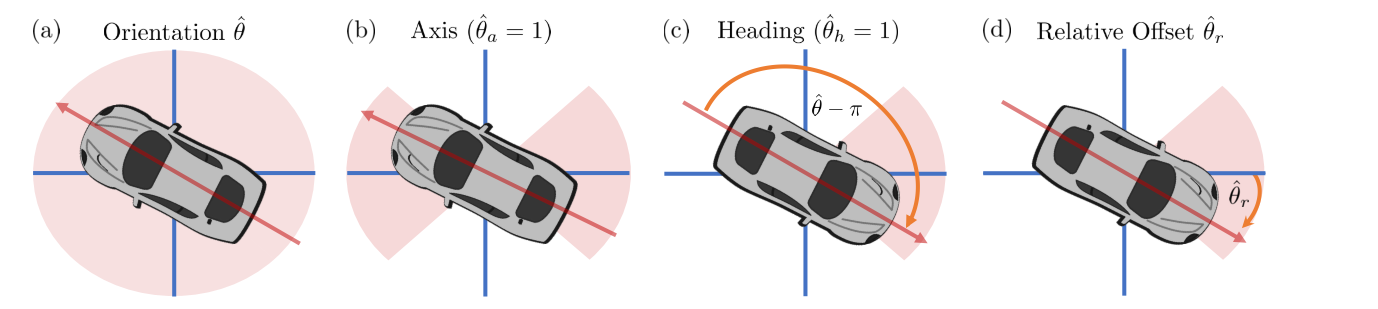 (a) Orientation θ̂
(b) Axis (θ̂ₐ = 1)
(c) Heading (θ̂ₕ = 1)
(d) Relative Offset θ̂ᵣ
θ̂ − π
θ̂ᵣ